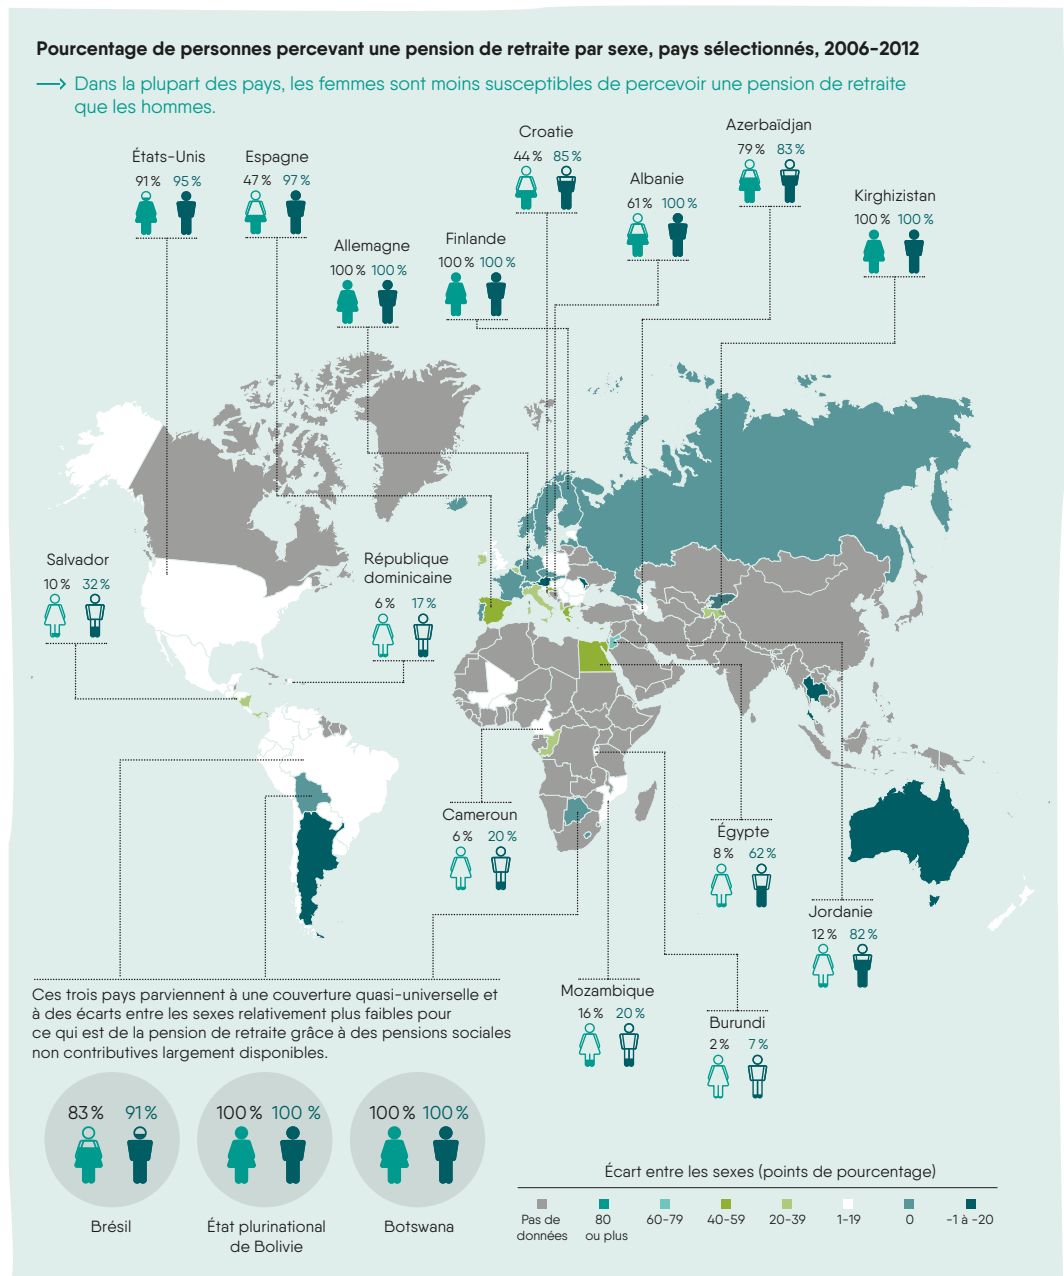 Pourcentage de personnes percevant une pension de retraite par sexe, pays sélectionnés, 2006-2012
Dans la plupart des pays, les femmes sont moins susceptibles de percevoir une pension de retraite
que les hommes.
États-Unis
91 % 95 %
Espagne
47 % 97 %
Allemagne
100 % 100 %
Finlande
100 % 100 %
Croatie
44 % 85 %
Albanie
61 % 100 %
Azerbaïdjan
79 % 83 %
Kirghizistan
100 % 100 %
Salvador
10 % 32 %
République
dominicaine
6 % 17 %
Cameroun
6 % 20 %
Égypte
8 % 62 %
Jordanie
12 % 82 %
Mozambique
16 % 20 %
Burundi
2 % 7 %
Ces trois pays parviennent à une couverture quasi-universelle et
à des écarts entre les sexes relativement plus faibles pour
ce qui est de la pension de retraite grâce à des pensions sociales
non contributives largement disponibles.
83 % 91 %
Brésil
100 % 100 %
État plurinational
de Bolivie
100 % 100 %
Botswana
Écart entre les sexes (points de pourcentage)
Pas de
données
80
ou plus
60-79
40-59
20-39
1-19
0
-1 à -20